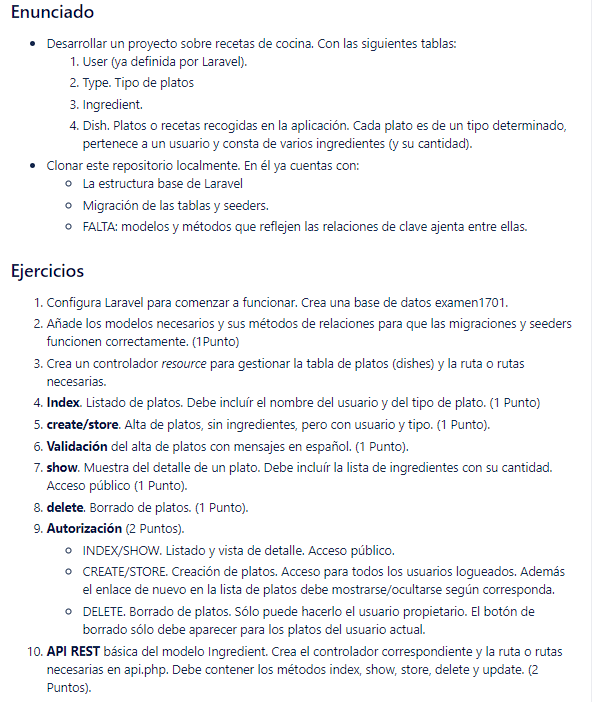 Enunciado
• Desarrollar un proyecto sobre recetas de cocina. Con las siguientes tablas:
1. User (ya definida por Laravel).
2. Type. Tipo de platos
3. Ingredient.
4. Dish. Platos o recetas recogidas en la aplicación. Cada plato es de un tipo determinado,
pertenece a un usuario y consta de varios ingredientes (y su cantidad).
• Clonar este repositorio localmente. En él ya cuentas con:
○ La estructura base de Laravel
○ Migración de las tablas y seeders.
○ FALTA: modelos y métodos que reflejen las relaciones de clave ajenta entre ellas.
Ejercicios
1. Configura Laravel para comenzar a funcionar. Crea una base de datos examen1701.
2. Añade los modelos necesarios y sus métodos de relaciones para que las migraciones y seeders
funcionen correctamente. (1Punto)
3. Crea un controlador resource para gestionar la tabla de platos (dishes) y la ruta o rutas
necesarias.
4. Index. Listado de platos. Debe incluír el nombre del usuario y del tipo de plato. (1 Punto)
5. create/store. Alta de platos, sin ingredientes, pero con usuario y tipo. (1 Punto).
6. Validación del alta de platos con mensajes en español. (1 Punto).
7. show. Muestra del detalle de un plato. Debe incluír la lista de ingredientes con su cantidad.
Acceso público (1 Punto).
8. delete. Borrado de platos. (1 Punto).
9. Autorización (2 Puntos).
○ INDEX/SHOW. Listado y vista de detalle. Acceso público.
○ CREATE/STORE. Creación de platos. Acceso para todos los usuarios logueados. Además
el enlace de nuevo en la lista de platos debe mostrarse/ocultarse según corresponda.
○ DELETE. Borrado de platos. Sólo puede hacerlo el usuario propietario. El botón de
borrado sólo debe aparecer para los platos del usuario actual.
10. API REST básica del modelo Ingredient. Crea el controlador correspondiente y la ruta o rutas
necesarias en api.php. Debe contener los métodos index, show, store, delete y update. (2
Puntos).